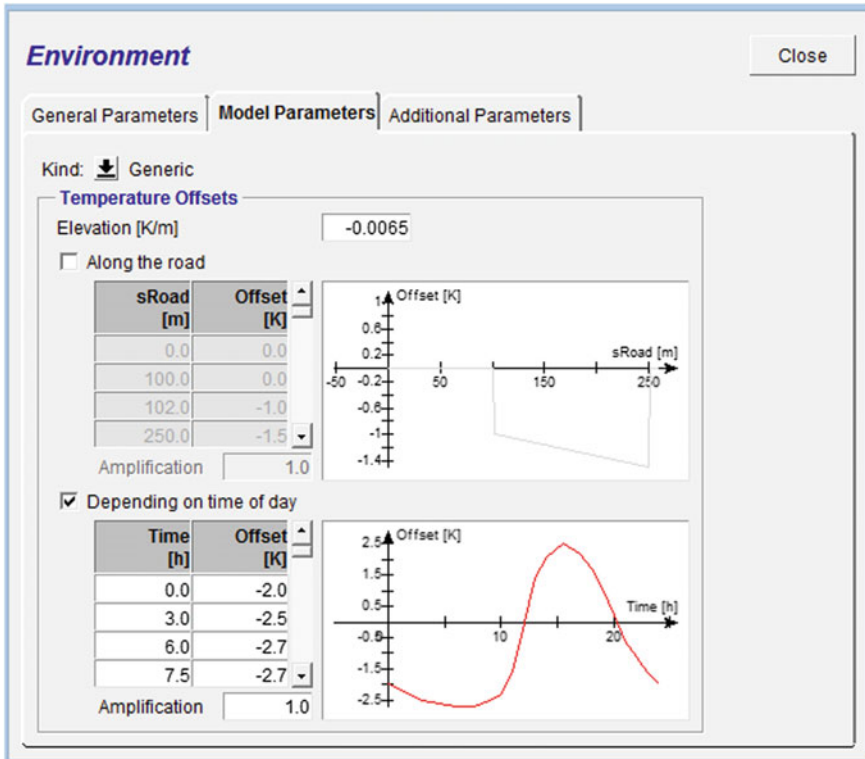 Environment
Close
General Parameters Model Parameters Additional Parameters
Kind: Generic
Temperature Offsets
Elevation [K/m] -0.0065
Along the road
sRoad Offset
[m] [K]
0.0 0.0
100.0 0.0
102.0 -1.0
250.0 -1.5
Amplification 1.0
Offset [K]
1
0.6
0.2
sRoad [m]
-50 -0.2 50 150 250
-0.6
-1
-1.4
Depending on time of day
Time Offset
[h] [K]
0.0 -2.0
3.0 -2.5
6.0 -2.7
7.5 -2.7
Amplification 1.0
Offset [K]
2.5
1.5
0.5
Time [h]
10 20
-1.5
-2.5